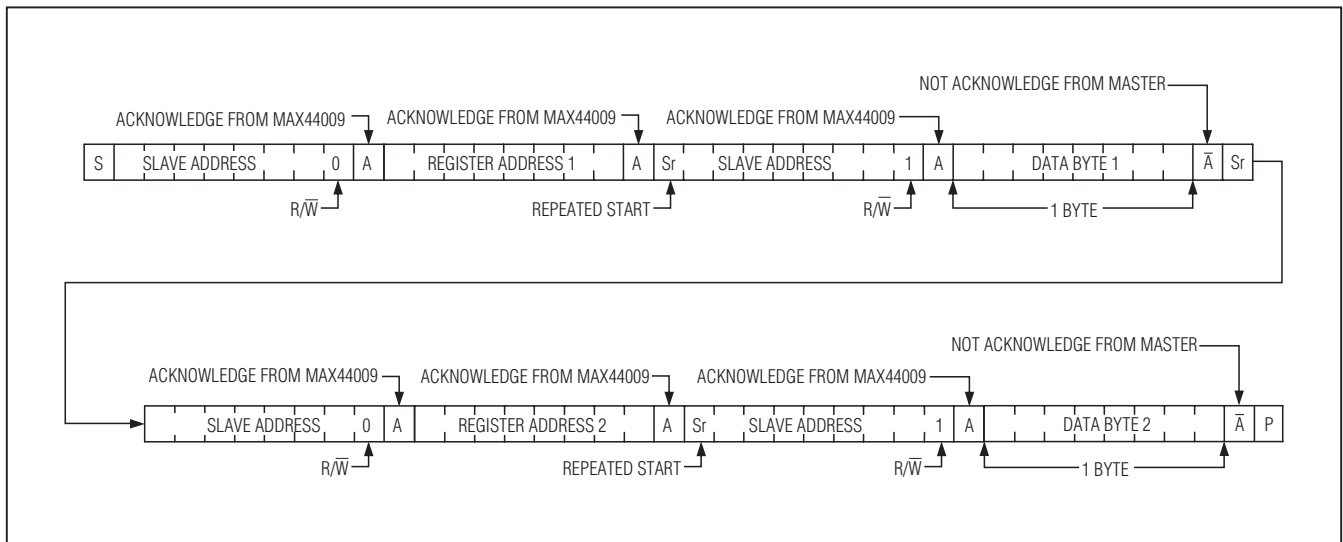 NOT ACKNOWLEDGE FROM MASTER
ACKNOWLEDGE FROM MAX44009 ACKNOWLEDGE FROM MAX44009 ACKNOWLEDGE FROM MAX44009
S SLAVE ADDRESS 0 A REGISTER ADDRESS 1 A Sr SLAVE ADDRESS 1 A DATA BYTE 1 A̅ Sr
R/W̅ REPEATED START R/W̅ 1 BYTE
NOT ACKNOWLEDGE FROM MASTER
ACKNOWLEDGE FROM MAX44009 ACKNOWLEDGE FROM MAX44009 ACKNOWLEDGE FROM MAX44009
SLAVE ADDRESS 0 A REGISTER ADDRESS 2 A Sr SLAVE ADDRESS 1 A DATA BYTE 2 A̅ P
R/W̅ REPEATED START R/W̅ 1 BYTE